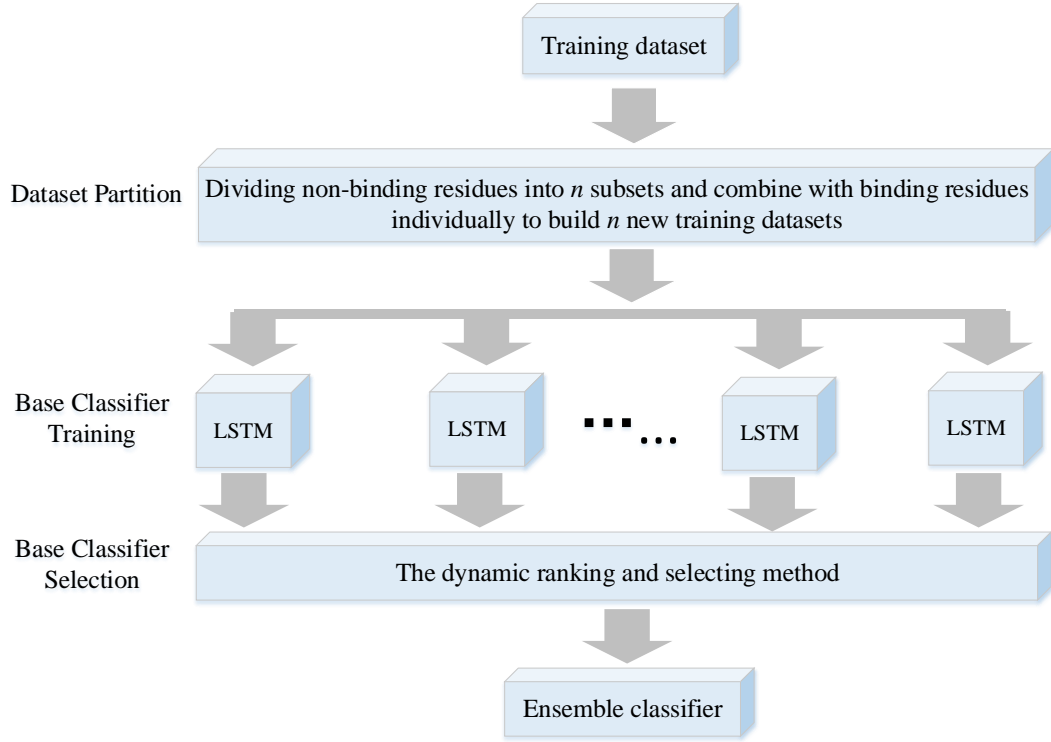 Training dataset
Dataset Partition
Dividing non-binding residues into n subsets and combine with binding residues
individually to build n new training datasets
Base Classifier
Training
LSTM
LSTM
...
...
LSTM
LSTM
Base Classifier
Selection
The dynamic ranking and selecting method
Ensemble classifier